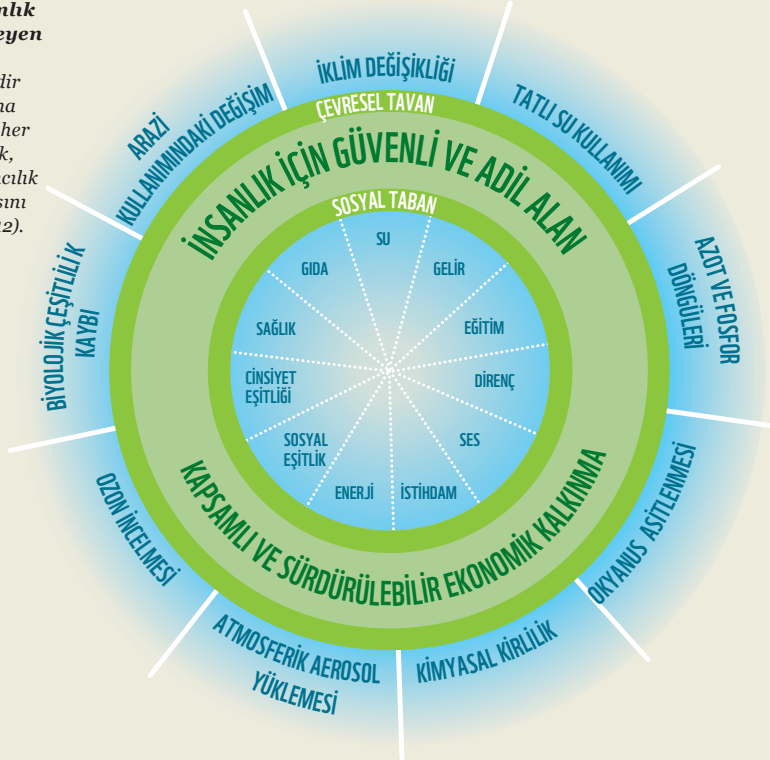 İKLİM DEĞİŞİKLİĞİ
TATLI SU KULLANIMI
AZOT VE FOSFOR
DÖNGÜLERİ
OKYANUS ASİTLENMESİ
KİMYASAL KİRLİLİK
ATMOSFERİK AEROSOL
YÜKLEMESİ
OZON İNCELMESİ
BİYOLOJİK ÇEŞİTLİLİK
KAYBI
ARAZİ
KULLANIMINDAKİ DEĞİŞİM
ÇEVRESEL TAVAN
İNSANLIK İÇİN GÜVENLİ VE ADİL ALAN
SOSYAL TABAN
SU
GELİR
EĞİTİM
DİRENÇ
SES
İSTİHDAM
ENERJİ
SOSYAL
EŞİTLİK
CİNSİYET
EŞİTLİĞİ
SAĞLIK
GIDA
KAPSAMLI VE SÜRDÜRÜLEBİLİR EKONOMİK KALKINMA
her